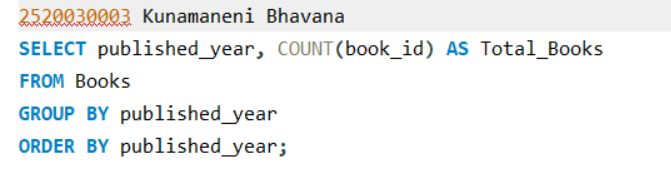 2520030003 Kunamaneni Bhavana
SELECT published_year, COUNT(book_id) AS Total_Books
FROM Books
GROUP BY published_year
ORDER BY published_year;